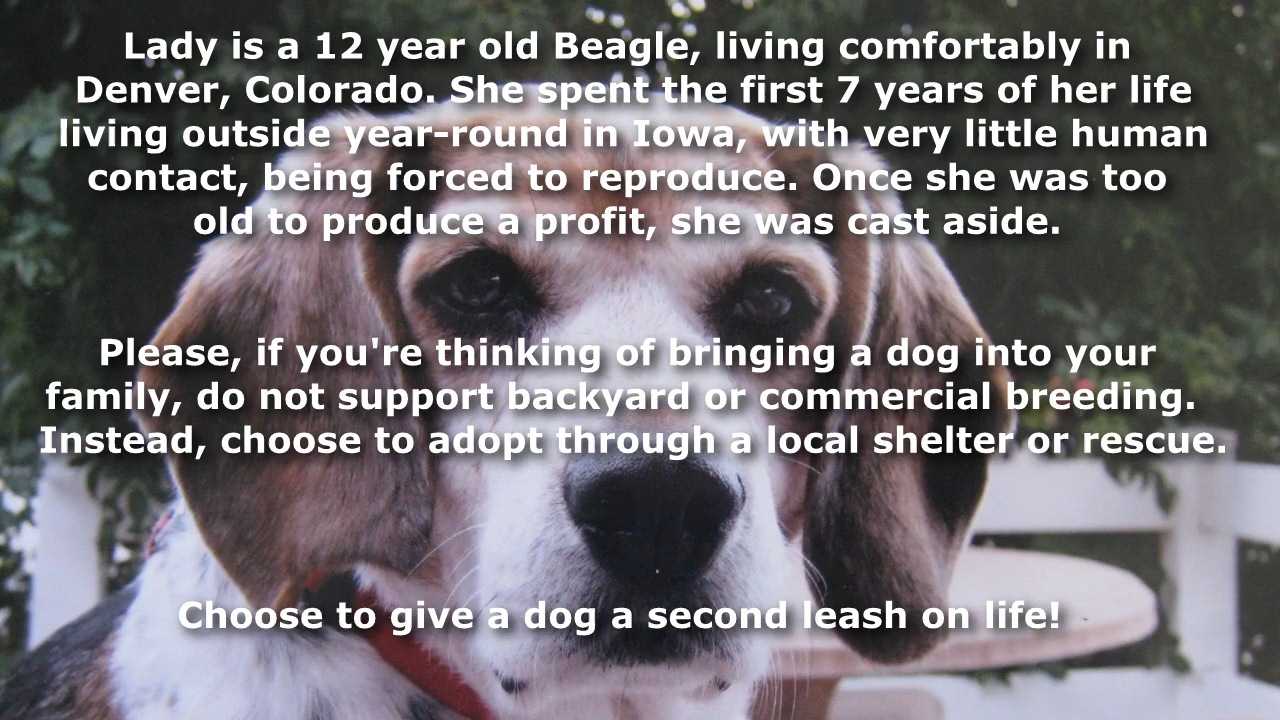 Lady is a 12 year old Beagle, living comfortably in
Denver, Colorado. She spent the first 7 years of her life
living outside year-round in Iowa, with very little human
contact, being forced to reproduce. Once she was too
old to produce a profit, she was cast aside.
Please, if you're thinking of bringing a dog into your
family, do not support backyard or commercial breeding.
Instead, choose to adopt through a local shelter or rescue.
Choose to give a dog a second leash on life!